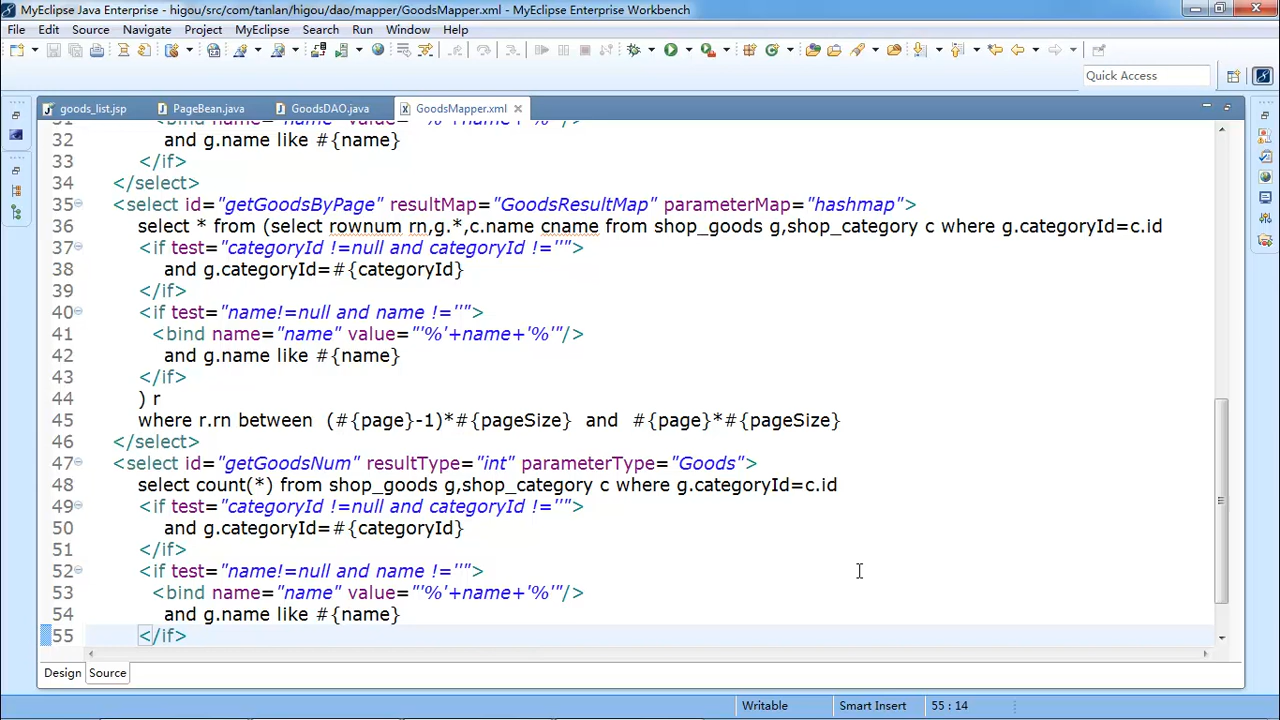 MyEclipse Java Enterprise - higou/src/com/tanlan/higou/dao/mapper/GoodsMapper.xml - MyEclipse Enterprise Workbench
File Edit Source Navigate Project MyEclipse Search Run Window Help
Quick Access
goods_list.jsp PageBean.java GoodsDAO.java GoodsMapper.xml
31 <bind name="name" value="'%'+name+'%'"/>
32 and g.name like #{name}
33 </if>
34 </select>
35 <select id="getGoodsByPage" resultMap="GoodsResultMap" parameterMap="hashmap">
36 select * from (select rownum rn,g.*,c.name cname from shop_goods g,shop_category c where g.categoryId=c.id
37 <if test="categoryId !=null and categoryId !=''">
38 and g.categoryId=#{categoryId}
39 </if>
40 <if test="name!=null and name !=''">
41 <bind name="name" value="'%'+name+'%'"/>
42 and g.name like #{name}
43 </if>
44 ) r
45 where r.rn between (#{page}-1)*#{pageSize} and #{page}*#{pageSize}
46 </select>
47 <select id="getGoodsNum" resultType="int" parameterType="Goods">
48 select count(*) from shop_goods g,shop_category c where g.categoryId=c.id
49 <if test="categoryId !=null and categoryId !=''">
50 and g.categoryId=#{categoryId}
51 </if>
52 <if test="name!=null and name !=''">
53 <bind name="name" value="'%'+name+'%'"/>
54 and g.name like #{name}
55 </if>
Design Source
Writable Smart Insert 55 : 14